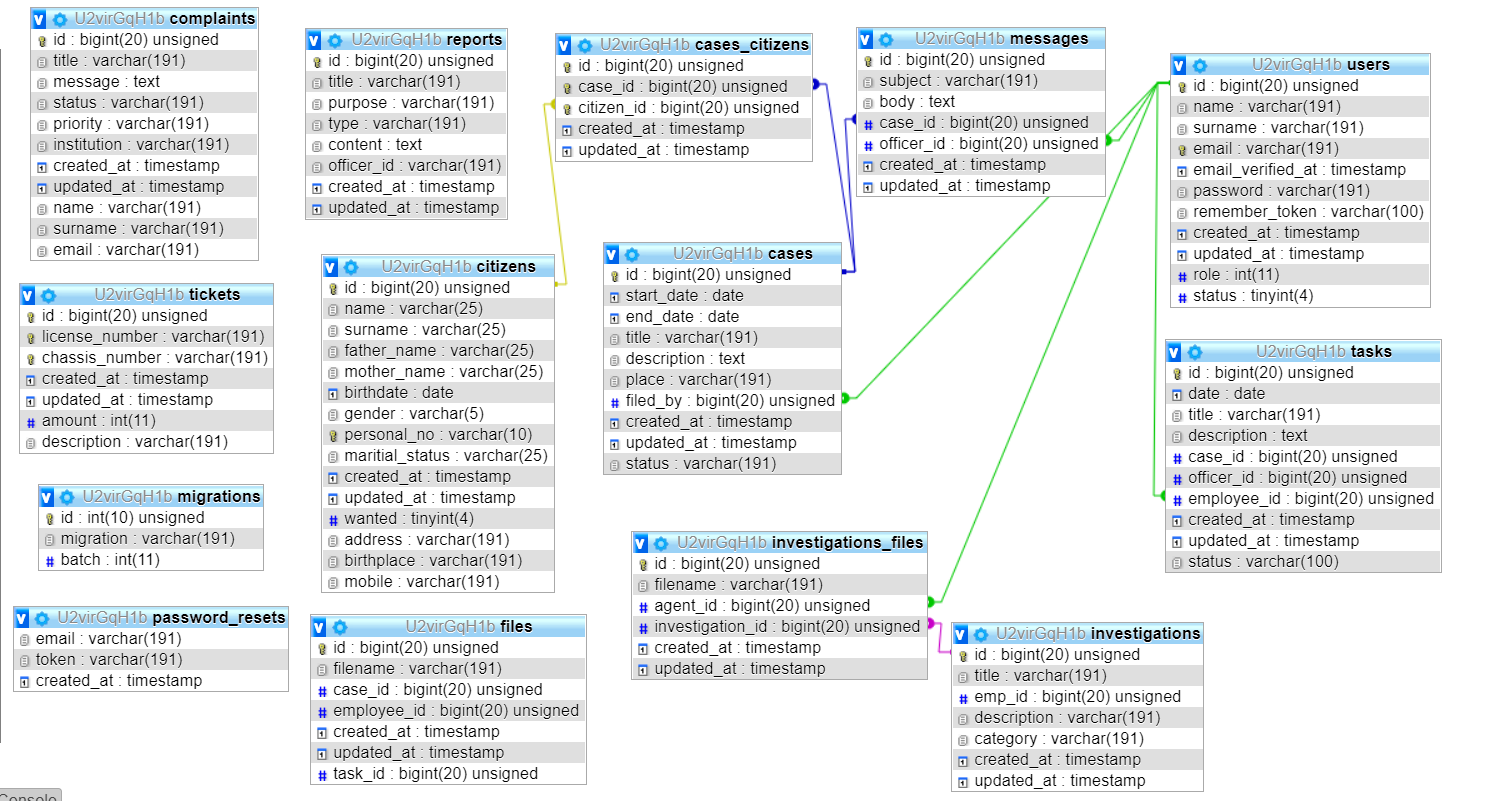 U2virGqH1b complaints
id : bigint(20) unsigned
title : varchar(191)
message : text
status : varchar(191)
priority : varchar(191)
institution : varchar(191)
created_at : timestamp
updated_at : timestamp
name : varchar(191)
surname : varchar(191)
email : varchar(191)
U2virGqH1b tickets
id : bigint(20) unsigned
license_number : varchar(191)
chassis_number : varchar(191)
created_at : timestamp
updated_at : timestamp
amount : int(11)
description : varchar(191)
U2virGqH1b migrations
id : int(10) unsigned
migration : varchar(191)
batch : int(11)
U2virGqH1b password_resets
email : varchar(191)
token : varchar(191)
created_at : timestamp
U2virGqH1b reports
id : bigint(20) unsigned
title : varchar(191)
purpose : varchar(191)
type : varchar(191)
content : text
officer_id : varchar(191)
created_at : timestamp
updated_at : timestamp
U2virGqH1b citizens
id : bigint(20) unsigned
name : varchar(25)
surname : varchar(25)
father_name : varchar(25)
mother_name : varchar(25)
birthdate : date
gender : varchar(5)
personal_no : varchar(10)
maritial_status : varchar(25)
created_at : timestamp
updated_at : timestamp
wanted : tinyint(4)
address : varchar(191)
birthplace : varchar(191)
mobile : varchar(191)
U2virGqH1b files
id : bigint(20) unsigned
filename : varchar(191)
case_id : bigint(20) unsigned
employee_id : bigint(20) unsigned
created_at : timestamp
updated_at : timestamp
task_id : bigint(20) unsigned
U2virGqH1b cases_citizens
id : bigint(20) unsigned
case_id : bigint(20) unsigned
citizen_id : bigint(20) unsigned
created_at : timestamp
updated_at : timestamp
U2virGqH1b cases
id : bigint(20) unsigned
start_date : date
end_date : date
title : varchar(191)
description : text
place : varchar(191)
filed_by : bigint(20) unsigned
created_at : timestamp
updated_at : timestamp
status : varchar(191)
U2virGqH1b investigations_files
id : bigint(20) unsigned
filename : varchar(191)
agent_id : bigint(20) unsigned
investigation_id : bigint(20) unsigned
created_at : timestamp
updated_at : timestamp
U2virGqH1b messages
id : bigint(20) unsigned
subject : varchar(191)
body : text
case_id : bigint(20) unsigned
officer_id : bigint(20) unsigned
created_at : timestamp
updated_at : timestamp
U2virGqH1b investigations
id : bigint(20) unsigned
title : varchar(191)
emp_id : bigint(20) unsigned
description : varchar(191)
category : varchar(191)
created_at : timestamp
updated_at : timestamp
U2virGqH1b users
id : bigint(20) unsigned
name : varchar(191)
surname : varchar(191)
email : varchar(191)
email_verified_at : timestamp
password : varchar(191)
remember_token : varchar(100)
created_at : timestamp
updated_at : timestamp
role : int(11)
status : tinyint(4)
U2virGqH1b tasks
id : bigint(20) unsigned
date : date
title : varchar(191)
description : text
case_id : bigint(20) unsigned
officer_id : bigint(20) unsigned
employee_id : bigint(20) unsigned
created_at : timestamp
updated_at : timestamp
status : varchar(100)
Console